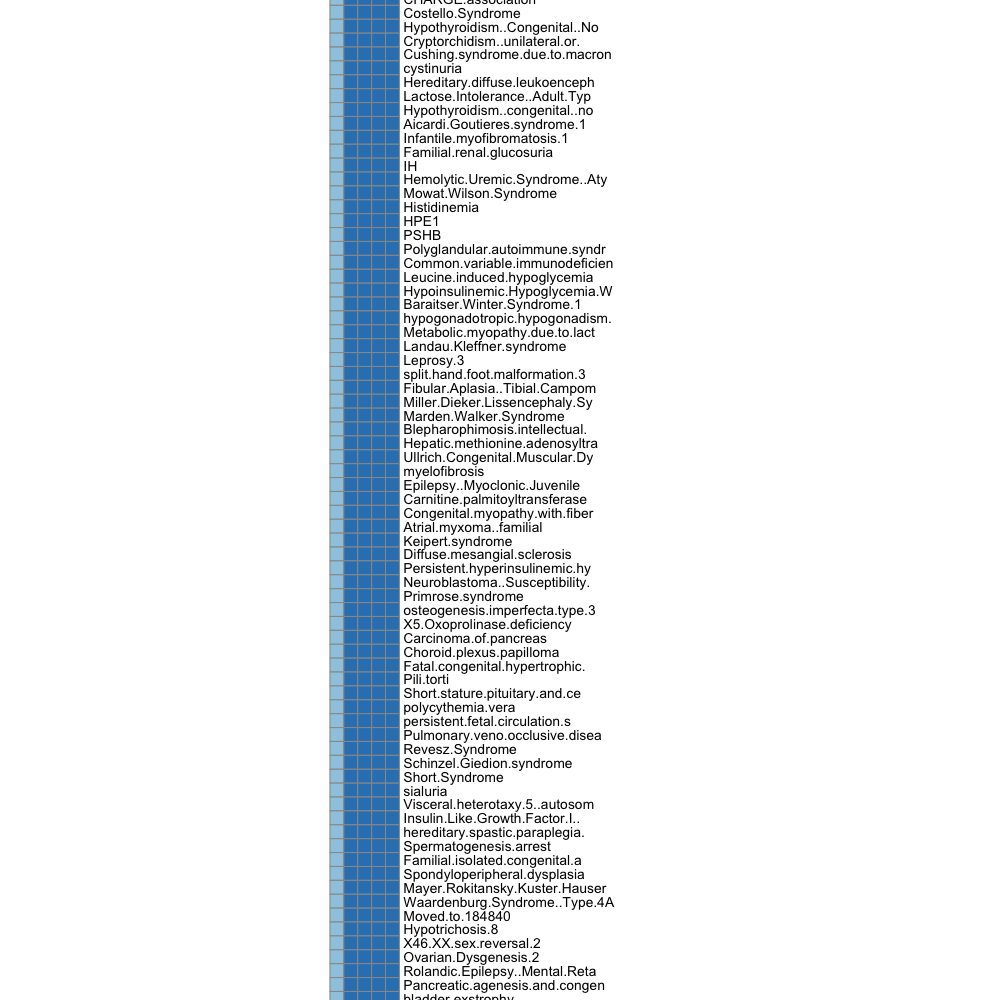 CHARGE.association
Costello.Syndrome
Hypothyroidism..Congenital..No
Cryptorchidism..unilateral.or.
Cushing.syndrome.due.to.macron
cystinuria
Hereditary.diffuse.leukoenceph
Lactose.Intolerance..Adult.Typ
Hypothyroidism..congenital..no
Aicardi.Goutieres.syndrome.1
Infantile.myofibromatosis.1
Familial.renal.glucosuria
IH
Hemolytic.Uremic.Syndrome..Aty
Mowat.Wilson.Syndrome
Histidinemia
HPE1
PSHB
Polyglandular.autoimmune.syndr
Common.variable.immunodeficien
Leucine.induced.hypoglycemia
Hypoinsulinemic.Hypoglycemia.W
Baraitser.Winter.Syndrome.1
hypogonadotropic.hypogonadism.
Metabolic.myopathy.due.to.lact
Landau.Kleffner.syndrome
Leprosy.3
split.hand.foot.malformation.3
Fibular.Aplasia..Tibial.Campom
Miller.Dieker.Lissencephaly.Sy
Marden.Walker.Syndrome
Blepharophimosis.intellectual.
Hepatic.methionine.adenosyltra
Ullrich.Congenital.Muscular.Dy
myelofibrosis
Epilepsy..Myoclonic.Juvenile
Carnitine.palmitoyltransferase
Congenital.myopathy.with.fiber
Atrial.myxoma..familial
Keipert.syndrome
Diffuse.mesangial.sclerosis
Persistent.hyperinsulinemic.hy
Neuroblastoma..Susceptibility.
Primrose.syndrome
osteogenesis.imperfecta.type.3
X5.Oxoprolinase.deficiency
Carcinoma.of.pancreas
Choroid.plexus.papilloma
Fatal.congenital.hypertrophic.
Pili.torti
Short.stature.pituitary.and.ce
polycythemia.vera
persistent.fetal.circulation.s
Pulmonary.veno.occlusive.disea
Revesz.Syndrome
Schinzel.Giedion.syndrome
Short.Syndrome
sialuria
Visceral.heterotaxy.5..autosom
Insulin.Like.Growth.Factor.I..
hereditary.spastic.paraplegia.
Spermatogenesis.arrest
Familial.isolated.congenital.a
Spondyloperipheral.dysplasia
Mayer.Rokitansky.Kuster.Hauser
Waardenburg.Syndrome..Type.4A
Moved.to.184840
Hypotrichosis.8
X46.XX.sex.reversal.2
Ovarian.Dysgenesis.2
Rolandic.Epilepsy..Mental.Reta
Pancreatic.agenesis.and.congen
bladder.exstrophy